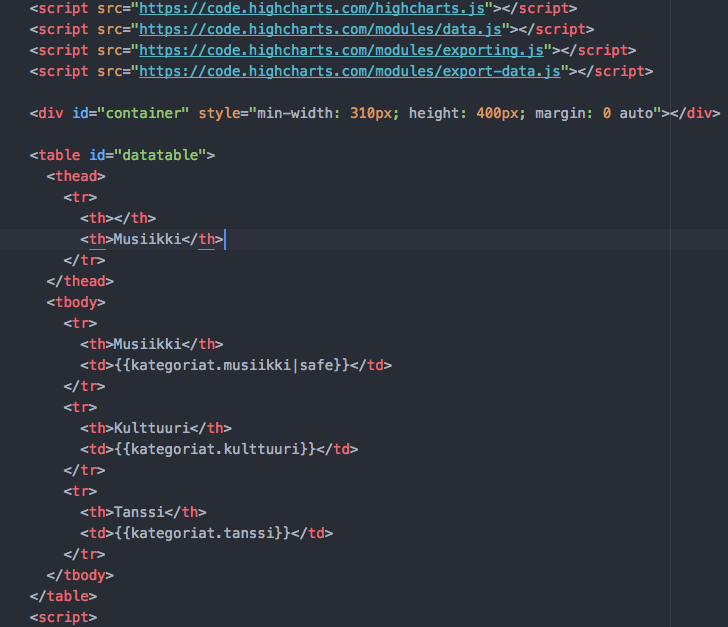 <script src="https://code.highcharts.com/highcharts.js"></script>
<script src="https://code.highcharts.com/modules/data.js"></script>
<script src="https://code.highcharts.com/modules/exporting.js"></script>
<script src="https://code.highcharts.com/modules/export-data.js"></script>
<div id="container" style="min-width: 310px; height: 400px; margin: 0 auto"></div>
<table id="datatable">
<thead>
<tr>
<th></th>
<th>Musiikki</th>
</tr>
</thead>
<tbody>
<tr>
<th>Musiikki</th>
<td>{{kategoriat.musiikki|safe}}</td>
</tr>
<tr>
<th>Kulttuuri</th>
<td>{{kategoriat.kulttuuri}}</td>
</tr>
<tr>
<th>Tanssi</th>
<td>{{kategoriat.tanssi}}</td>
</tr>
</tbody>
</table>
<script>